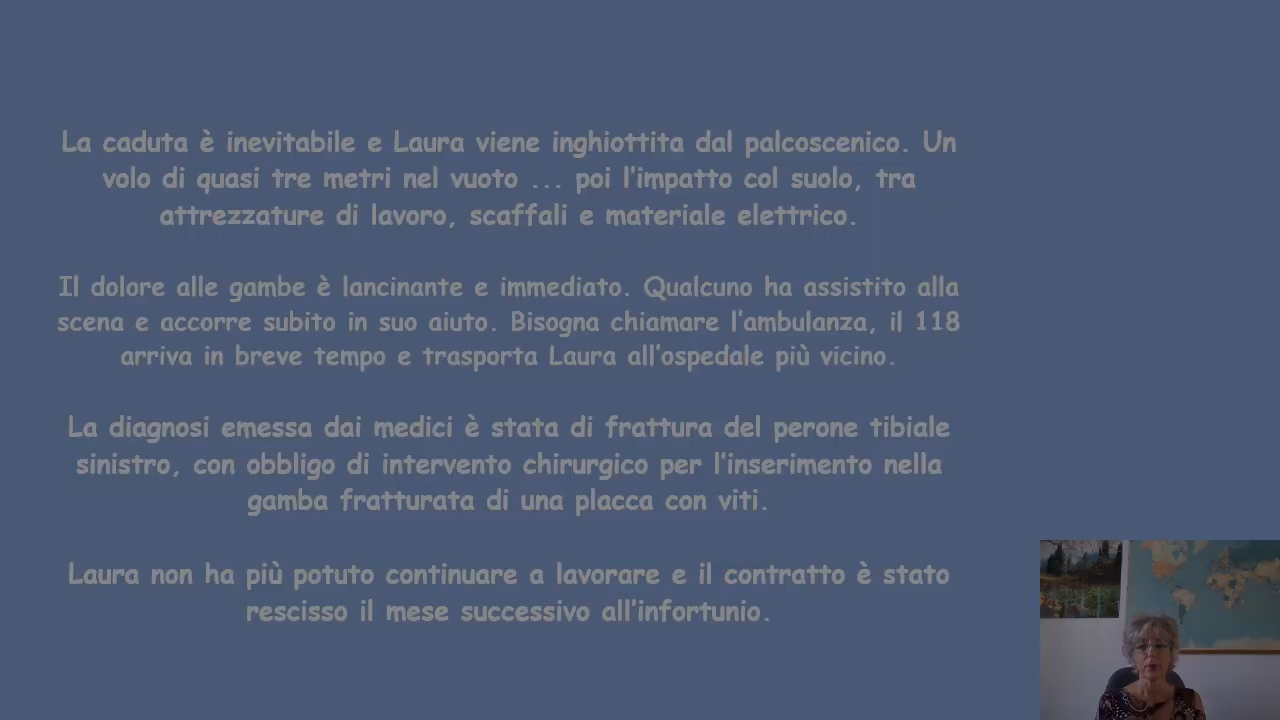 La caduta è inevitabile e Laura viene inghiottita dal palcoscenico. Un
volo di quasi tre metri nel vuoto ... poi l'impatto col suolo, tra
attrezzature di lavoro, scaffali e materiale elettrico.
Il dolore alle gambe è lancinante e immediato. Qualcuno ha assistito alla
scena e accorre subito in suo aiuto. Bisogna chiamare l'ambulanza, il 118
arriva in breve tempo e trasporta Laura all'ospedale più vicino.
La diagnosi emessa dai medici è stata di frattura del perone tibiale
sinistro, con obbligo di intervento chirurgico per l'inserimento nella
gamba fratturata di una placca con viti.
Laura non ha più potuto continuare a lavorare e il contratto è stato
rescisso il mese successivo all'infortunio.